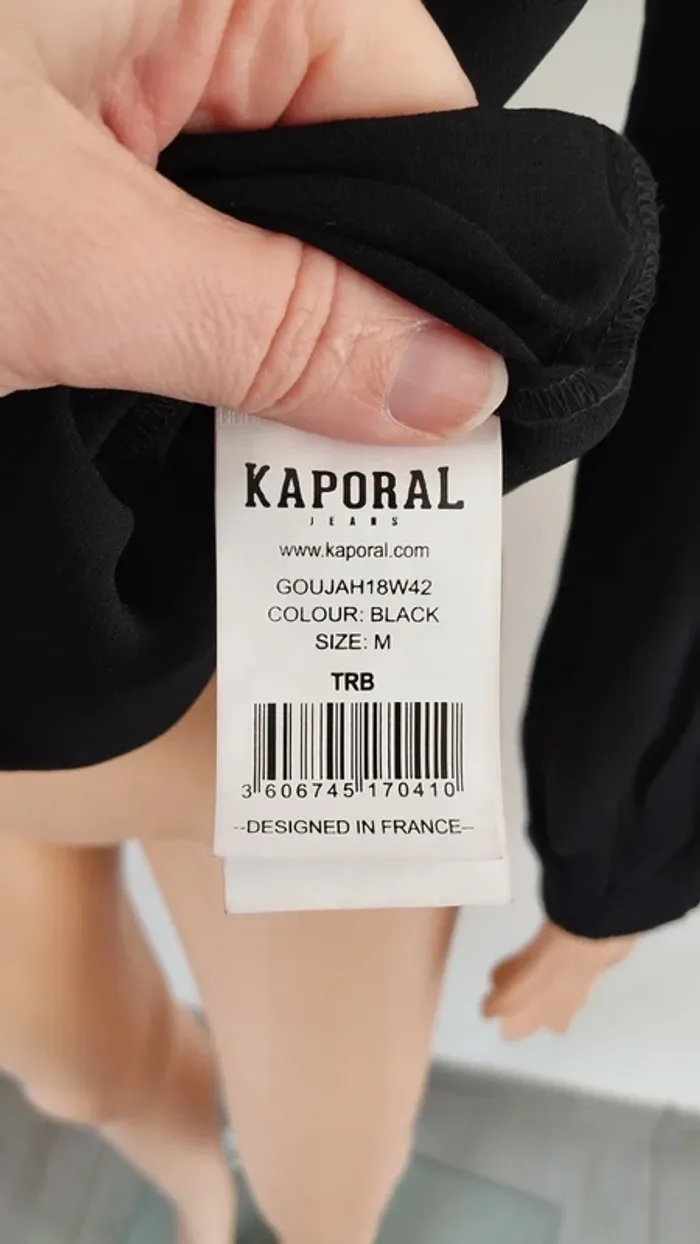 KAPORAL
JEANS
www.kaporal.com
GOUJAH18W42
COLOUR: BLACK
SIZE: M
TRB
3 606745 170410
--DESIGNED IN FRANCE--